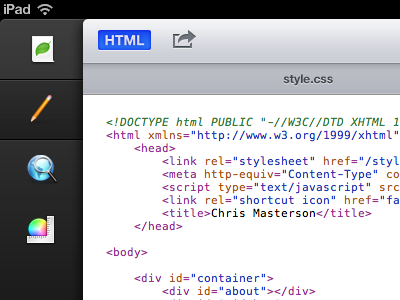 iPad
HTML
style.css
<!DOCTYPE html PUBLIC "-//W3C//DTD XHTML 1
<html xmlns="http://www.w3.org/1999/xhtml"
<head>
<link rel="stylesheet" href="/styl
<meta http-equiv="Content-Type" co
<script type="text/javascript" src
<link rel="shortcut icon" href="fa
<title>Chris Masterson</title>
</head>
<body>
<div id="container">
<div id="about"></div>